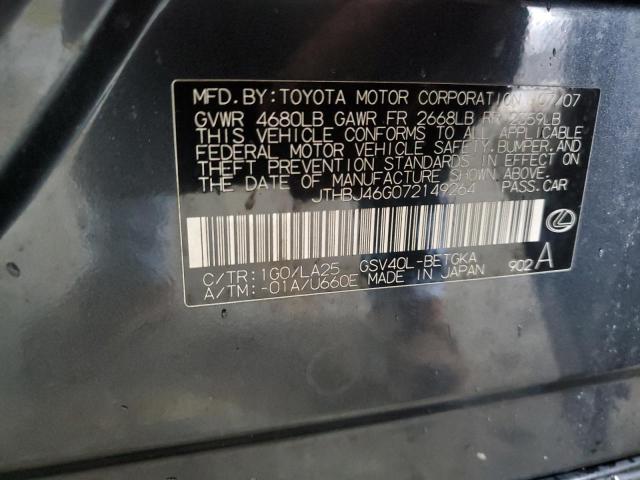 MFD.BY:TOYOTA MOTOR CORPORATION 07/07
GVWR 4680LB GAWR FR 2668LB RR 2359LB
THIS VEHICLE CONFORMS TO ALL APPLICABLE
FEDERAL MOTOR VEHICLE SAFETY,BUMPER,AND
THEFT PREVENTION STANDARDS IN EFFECT ON
THE DATE OF MANUFACTURE SHOWN ABOVE.
JTHBJ46G072149264 PASS.CAR
C/TR:1G0/LA25 GSV40L-BETGKA
A/TM:-01A/U660E MADE IN JAPAN 902 A